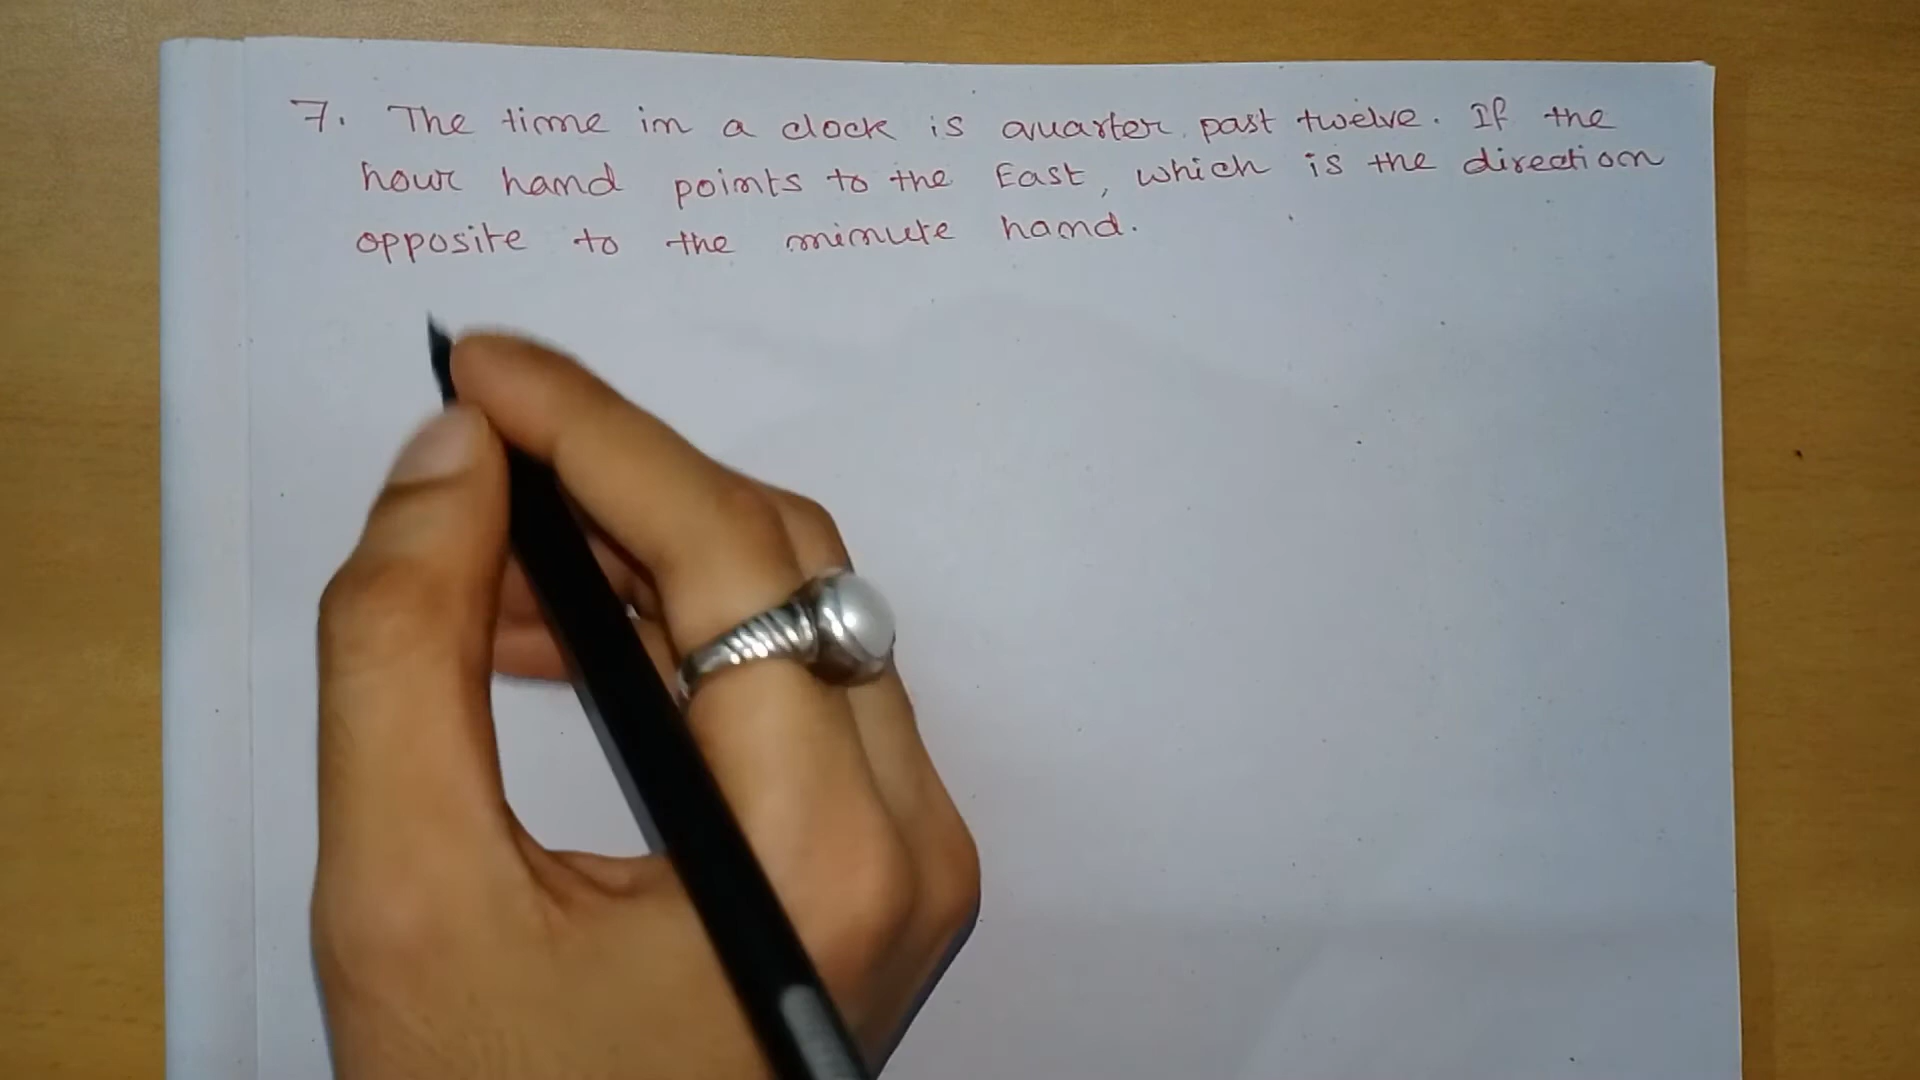 7. The time in a clock is quarter past twelve. If the
hour hand points to the East, which is the direction
opposite to the minute hand.